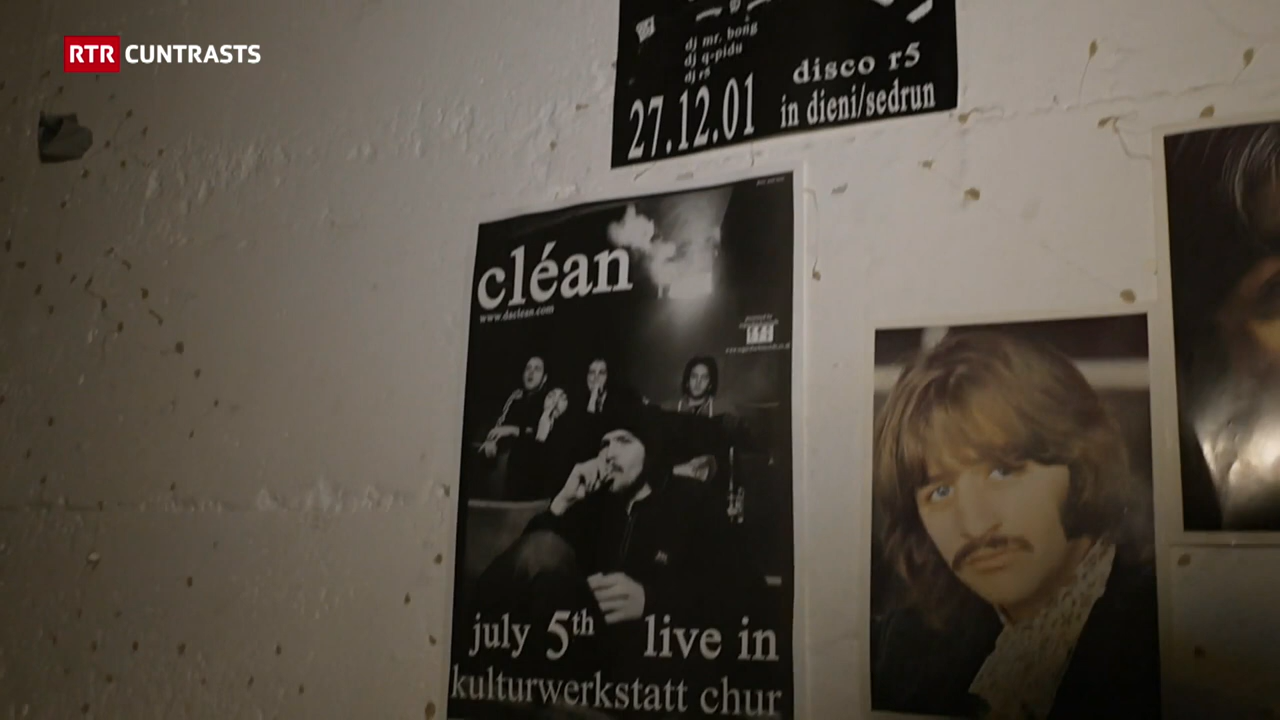 RTR CUNTRASTS
dj mr. bong
dj q-pidu
dj r5
disco r5
27.12.01 in dieni/sedrun
cléan
www.daclean.com
july 5th live in
kulturwerkstatt chur